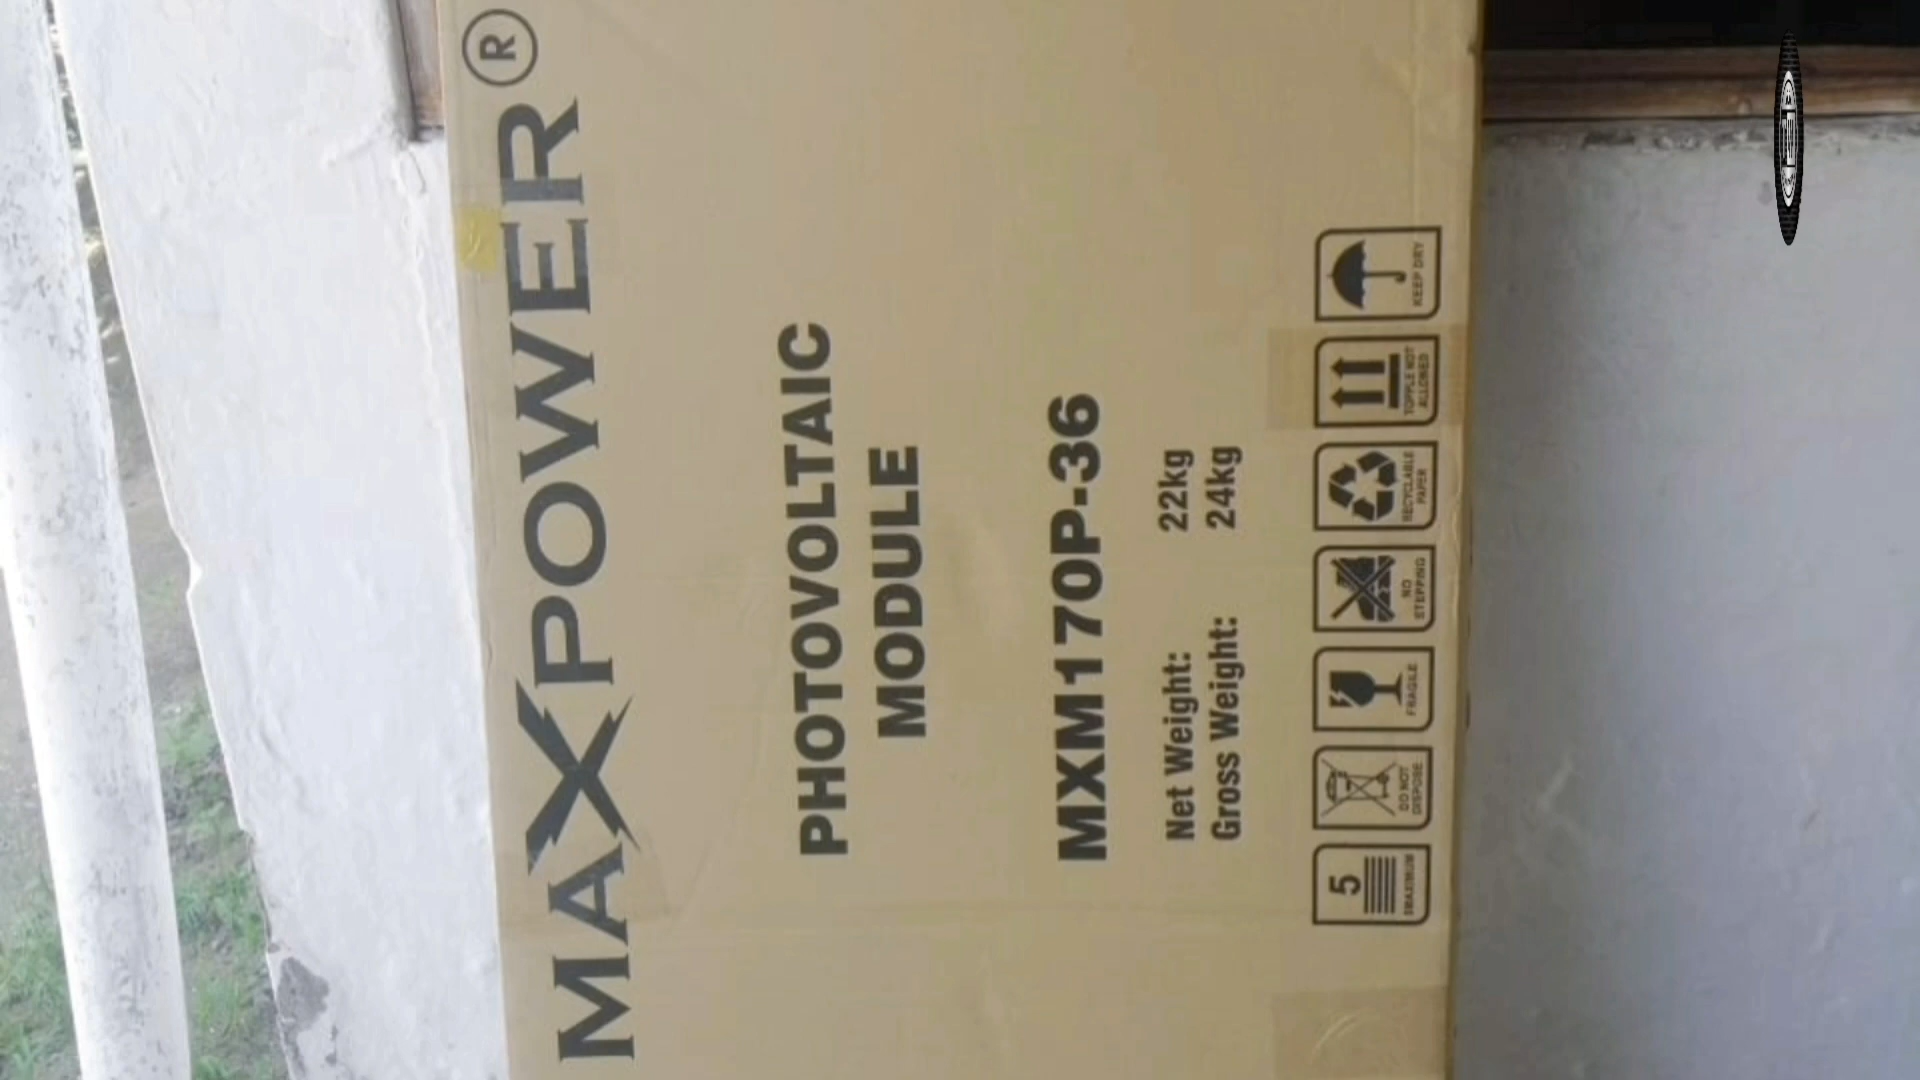 MAXPOWER®
PHOTOVOLTAIC
MODULE
MXM170P-36
Net Weight: 22kg
Gross Weight: 24kg
5
5MAXIMUM
DO NOT
DISPOSE
FRAGILE
NO
STEPPING
RECYCLABLE
PAPER
TOPPLE NOT
ALLOWED
KEEP DRY